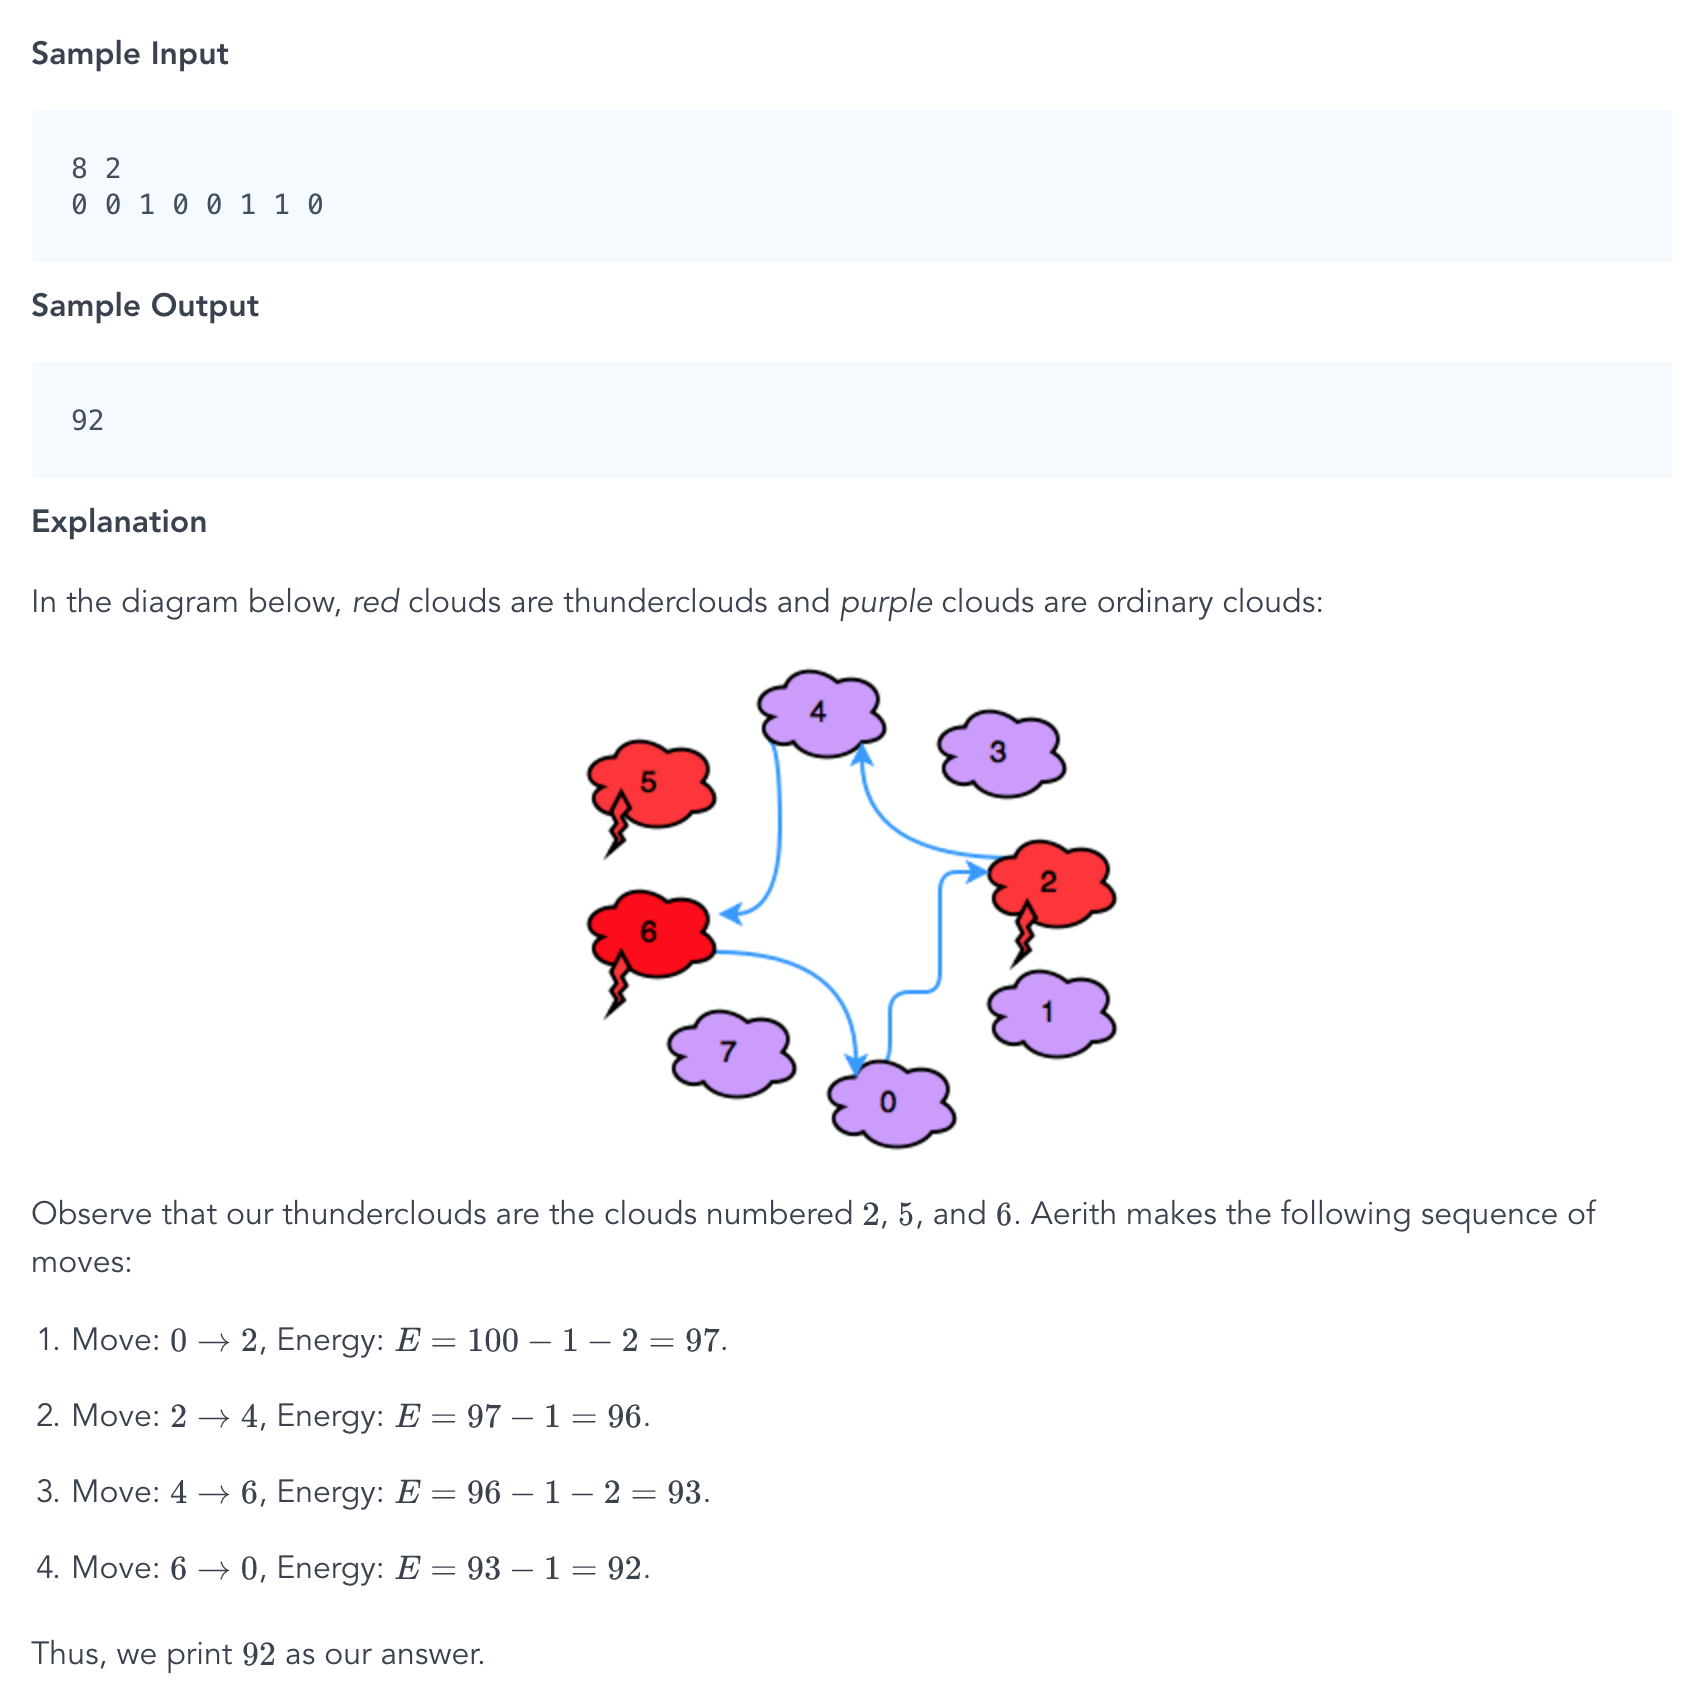 Sample Input
8 2
0 0 1 0 0 1 1 0
Sample Output
92
Explanation
In the diagram below, red clouds are thunderclouds and purple clouds are ordinary clouds:
4
3
5
2
6
1
7
0
Observe that our thunderclouds are the clouds numbered 2, 5, and 6. Aerith makes the following sequence of
moves:
1. Move: 0 → 2, Energy: E = 100 − 1 − 2 = 97.
2. Move: 2 → 4, Energy: E = 97 − 1 = 96.
3. Move: 4 → 6, Energy: E = 96 − 1 − 2 = 93.
4. Move: 6 → 0, Energy: E = 93 − 1 = 92.
Thus, we print 92 as our answer.